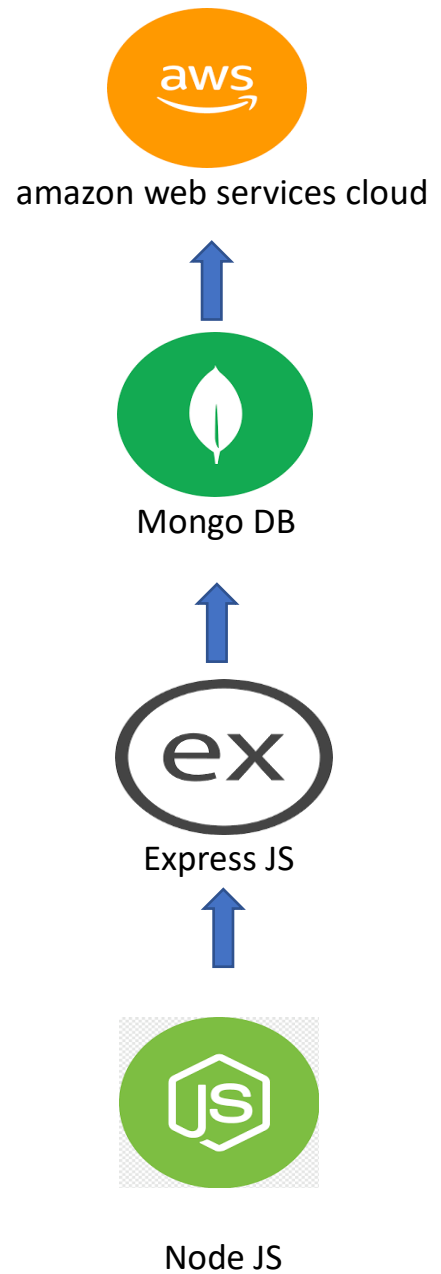 aws
amazon web services cloud
Mongo DB
ex
Express JS
JS
Node JS